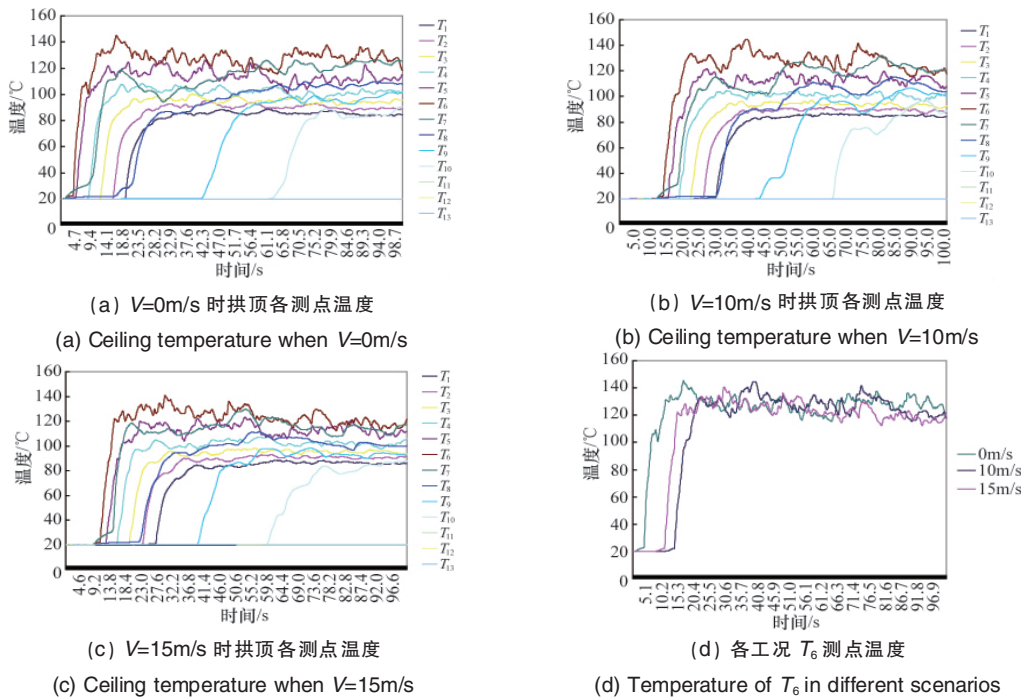 160
140
120
100
80
60
40
20
0
温度/℃
4.7 9.4 14.1 18.8 23.5 28.2 32.9 37.6 42.3 47.0 51.7 56.4 61.1 65.8 70.5 75.2 79.9 84.6 89.3 94.0 98.7
时间/s
T1
T2
T3
T4
T5
T6
T7
T8
T9
T10
T11
T12
T13
(a) V=0m/s 时拱顶各测点温度
(a) Ceiling temperature when V=0m/s
160
140
120
100
80
60
40
20
0
温度/℃
5.0 10.0 15.0 20.0 25.0 30.0 35.0 40.0 45.0 50.0 55.0 60.0 65.0 70.0 75.0 80.0 85.0 90.0 95.0 100.0
时间/s
T1
T2
T3
T4
T5
T6
T7
T8
T9
T10
T11
T12
T13
(b) V=10m/s 时拱顶各测点温度
(b) Ceiling temperature when V=10m/s
160
140
120
100
80
60
40
20
0
温度/℃
4.6 9.2 13.8 18.4 23.0 27.6 32.2 36.8 41.4 46.0 50.6 55.2 59.8 64.4 69.0 73.6 78.2 82.8 87.4 92.0 96.6
时间/s
T1
T2
T3
T4
T5
T6
T7
T8
T9
T10
T11
T12
T13
(c) V=15m/s 时拱顶各测点温度
(c) Ceiling temperature when V=15m/s
160
140
120
100
80
60
40
20
0
温度/℃
5.1 10.2 15.3 20.4 25.5 30.6 35.7 40.8 45.9 51.0 56.1 61.2 66.3 71.4 76.5 81.6 86.7 91.8 96.9
时间/s
0m/s
10m/s
15m/s
(d) 各工况 T6 测点温度
(d) Temperature of T6 in different scenarios